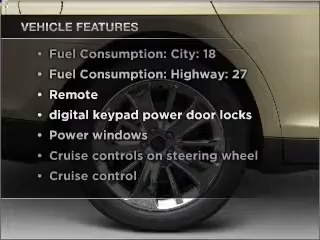 VEHICLE FEATURES
• Fuel Consumption: City: 18
• Fuel Consumption: Highway: 27
• Remote
• digital keypad power door locks
• Power windows
• Cruise controls on steering wheel
• Cruise control